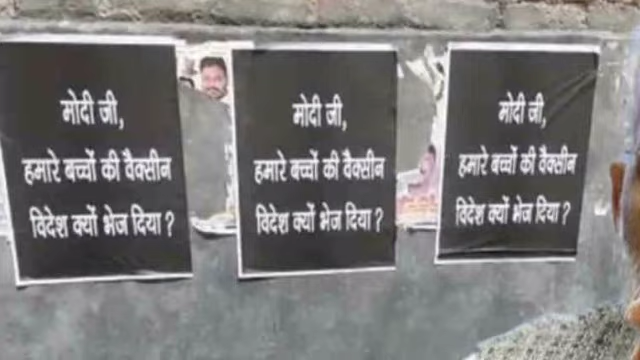 मोदी जी,
हमारे बच्चों की वैक्सीन
विदेश क्यों भेज दिया ?
मोदी जी,
हमारे बच्चों की वैक्सीन
विदेश क्यों भेज दिया ?
मोदी जी,
हमारे बच्चों की वैक्सीन
विदेश क्यों भेज दिया ?